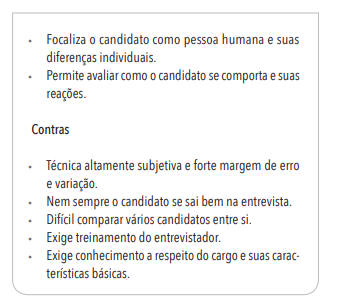 • Focaliza o candidato como pessoa humana e suas
diferenças individuais.
• Permite avaliar como o candidato se comporta e suas
reações.
Contras
• Técnica altamente subjetiva e forte margem de erro
e variação.
• Nem sempre o candidato se sai bem na entrevista.
• Difícil comparar vários candidatos entre si.
• Exige treinamento do entrevistador.
• Exige conhecimento a respeito do cargo e suas carac-
terísticas básicas.